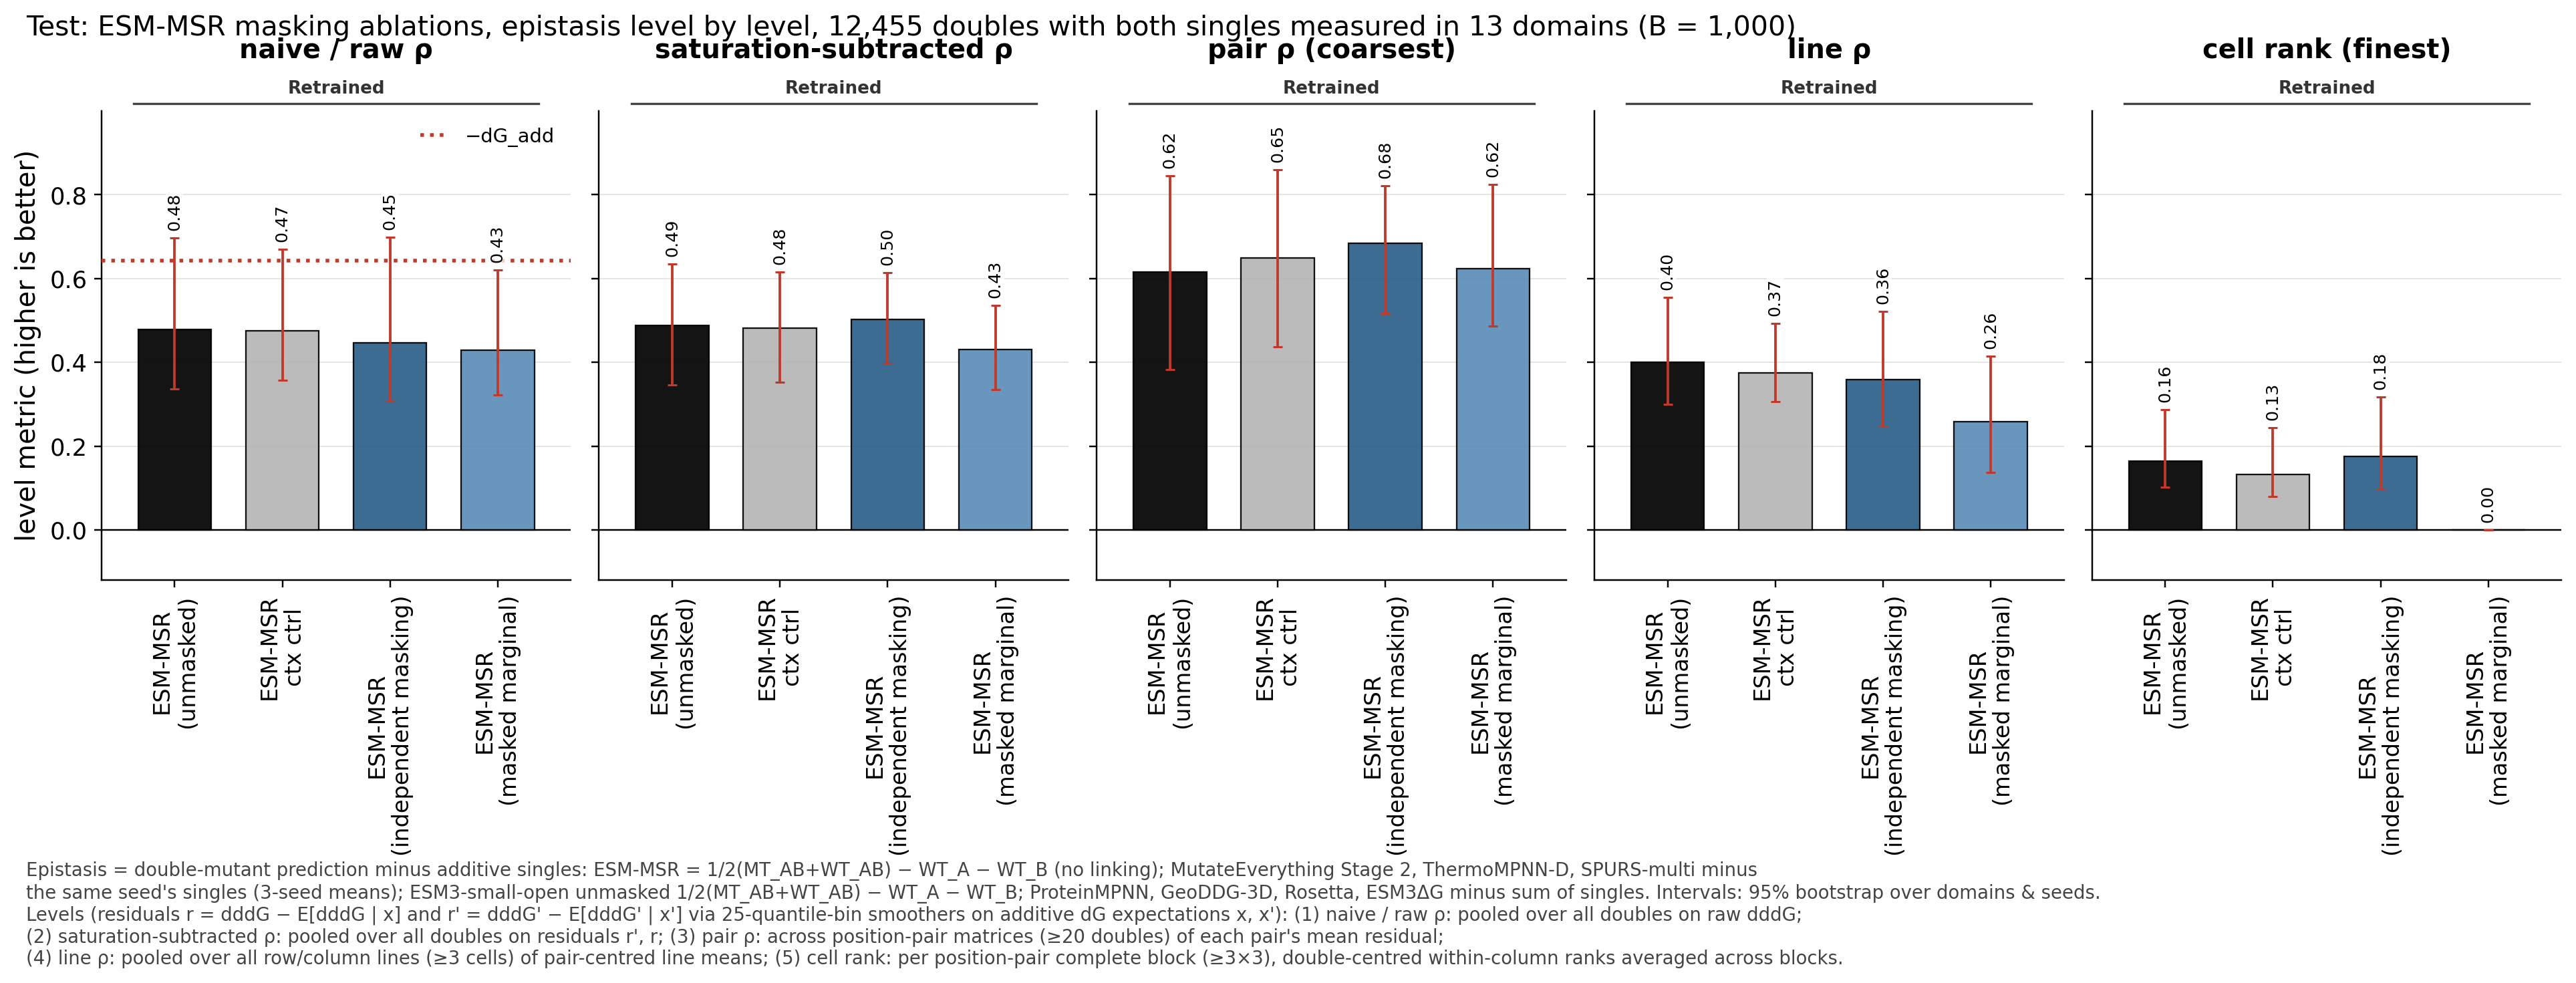 Test: ESM-MSR masking ablations, epistasis level by level, 12,455 doubles with both singles measured in 13 domains (B = 1,000)
naive / raw ρ
saturation-subtracted ρ
pair ρ (coarsest)
line ρ
cell rank (finest)
Retrained
Retrained
Retrained
Retrained
Retrained
level metric (higher is better)
0.8
0.6
0.4
0.2
0.0
−dG_add
0.48
0.47
0.45
0.43
0.49
0.48
0.50
0.43
0.62
0.65
0.68
0.62
0.40
0.37
0.36
0.26
0.16
0.13
0.18
0.00
ESM-MSR
(unmasked)
ESM-MSR
ctx ctrl
ESM-MSR
(independent masking)
ESM-MSR
(masked marginal)
ESM-MSR
(unmasked)
ESM-MSR
ctx ctrl
ESM-MSR
(independent masking)
ESM-MSR
(masked marginal)
ESM-MSR
(unmasked)
ESM-MSR
ctx ctrl
ESM-MSR
(independent masking)
ESM-MSR
(masked marginal)
ESM-MSR
(unmasked)
ESM-MSR
ctx ctrl
ESM-MSR
(independent masking)
ESM-MSR
(masked marginal)
ESM-MSR
(unmasked)
ESM-MSR
ctx ctrl
ESM-MSR
(independent masking)
ESM-MSR
(masked marginal)
Epistasis = double-mutant prediction minus additive singles: ESM-MSR = 1/2(MT_AB+WT_AB) − WT_A − WT_B (no linking); MutateEverything Stage 2, ThermoMPNN-D, SPURS-multi minus
the same seed's singles (3-seed means); ESM3-small-open unmasked 1/2(MT_AB+WT_AB) − WT_A − WT_B; ProteinMPNN, GeoDDG-3D, Rosetta, ESM3ΔG minus sum of singles. Intervals: 95% bootstrap over domains & seeds.
Levels (residuals r = dddG − E[dddG | x] and r' = dddG' − E[dddG' | x'] via 25-quantile-bin smoothers on additive dG expectations x, x'): (1) naive / raw ρ: pooled over all doubles on raw dddG;
(2) saturation-subtracted ρ: pooled over all doubles on residuals r', r; (3) pair ρ: across position-pair matrices (≥20 doubles) of each pair's mean residual;
(4) line ρ: pooled over all row/column lines (≥3 cells) of pair-centred line means; (5) cell rank: per position-pair complete block (≥3×3), double-centred within-column ranks averaged across blocks.